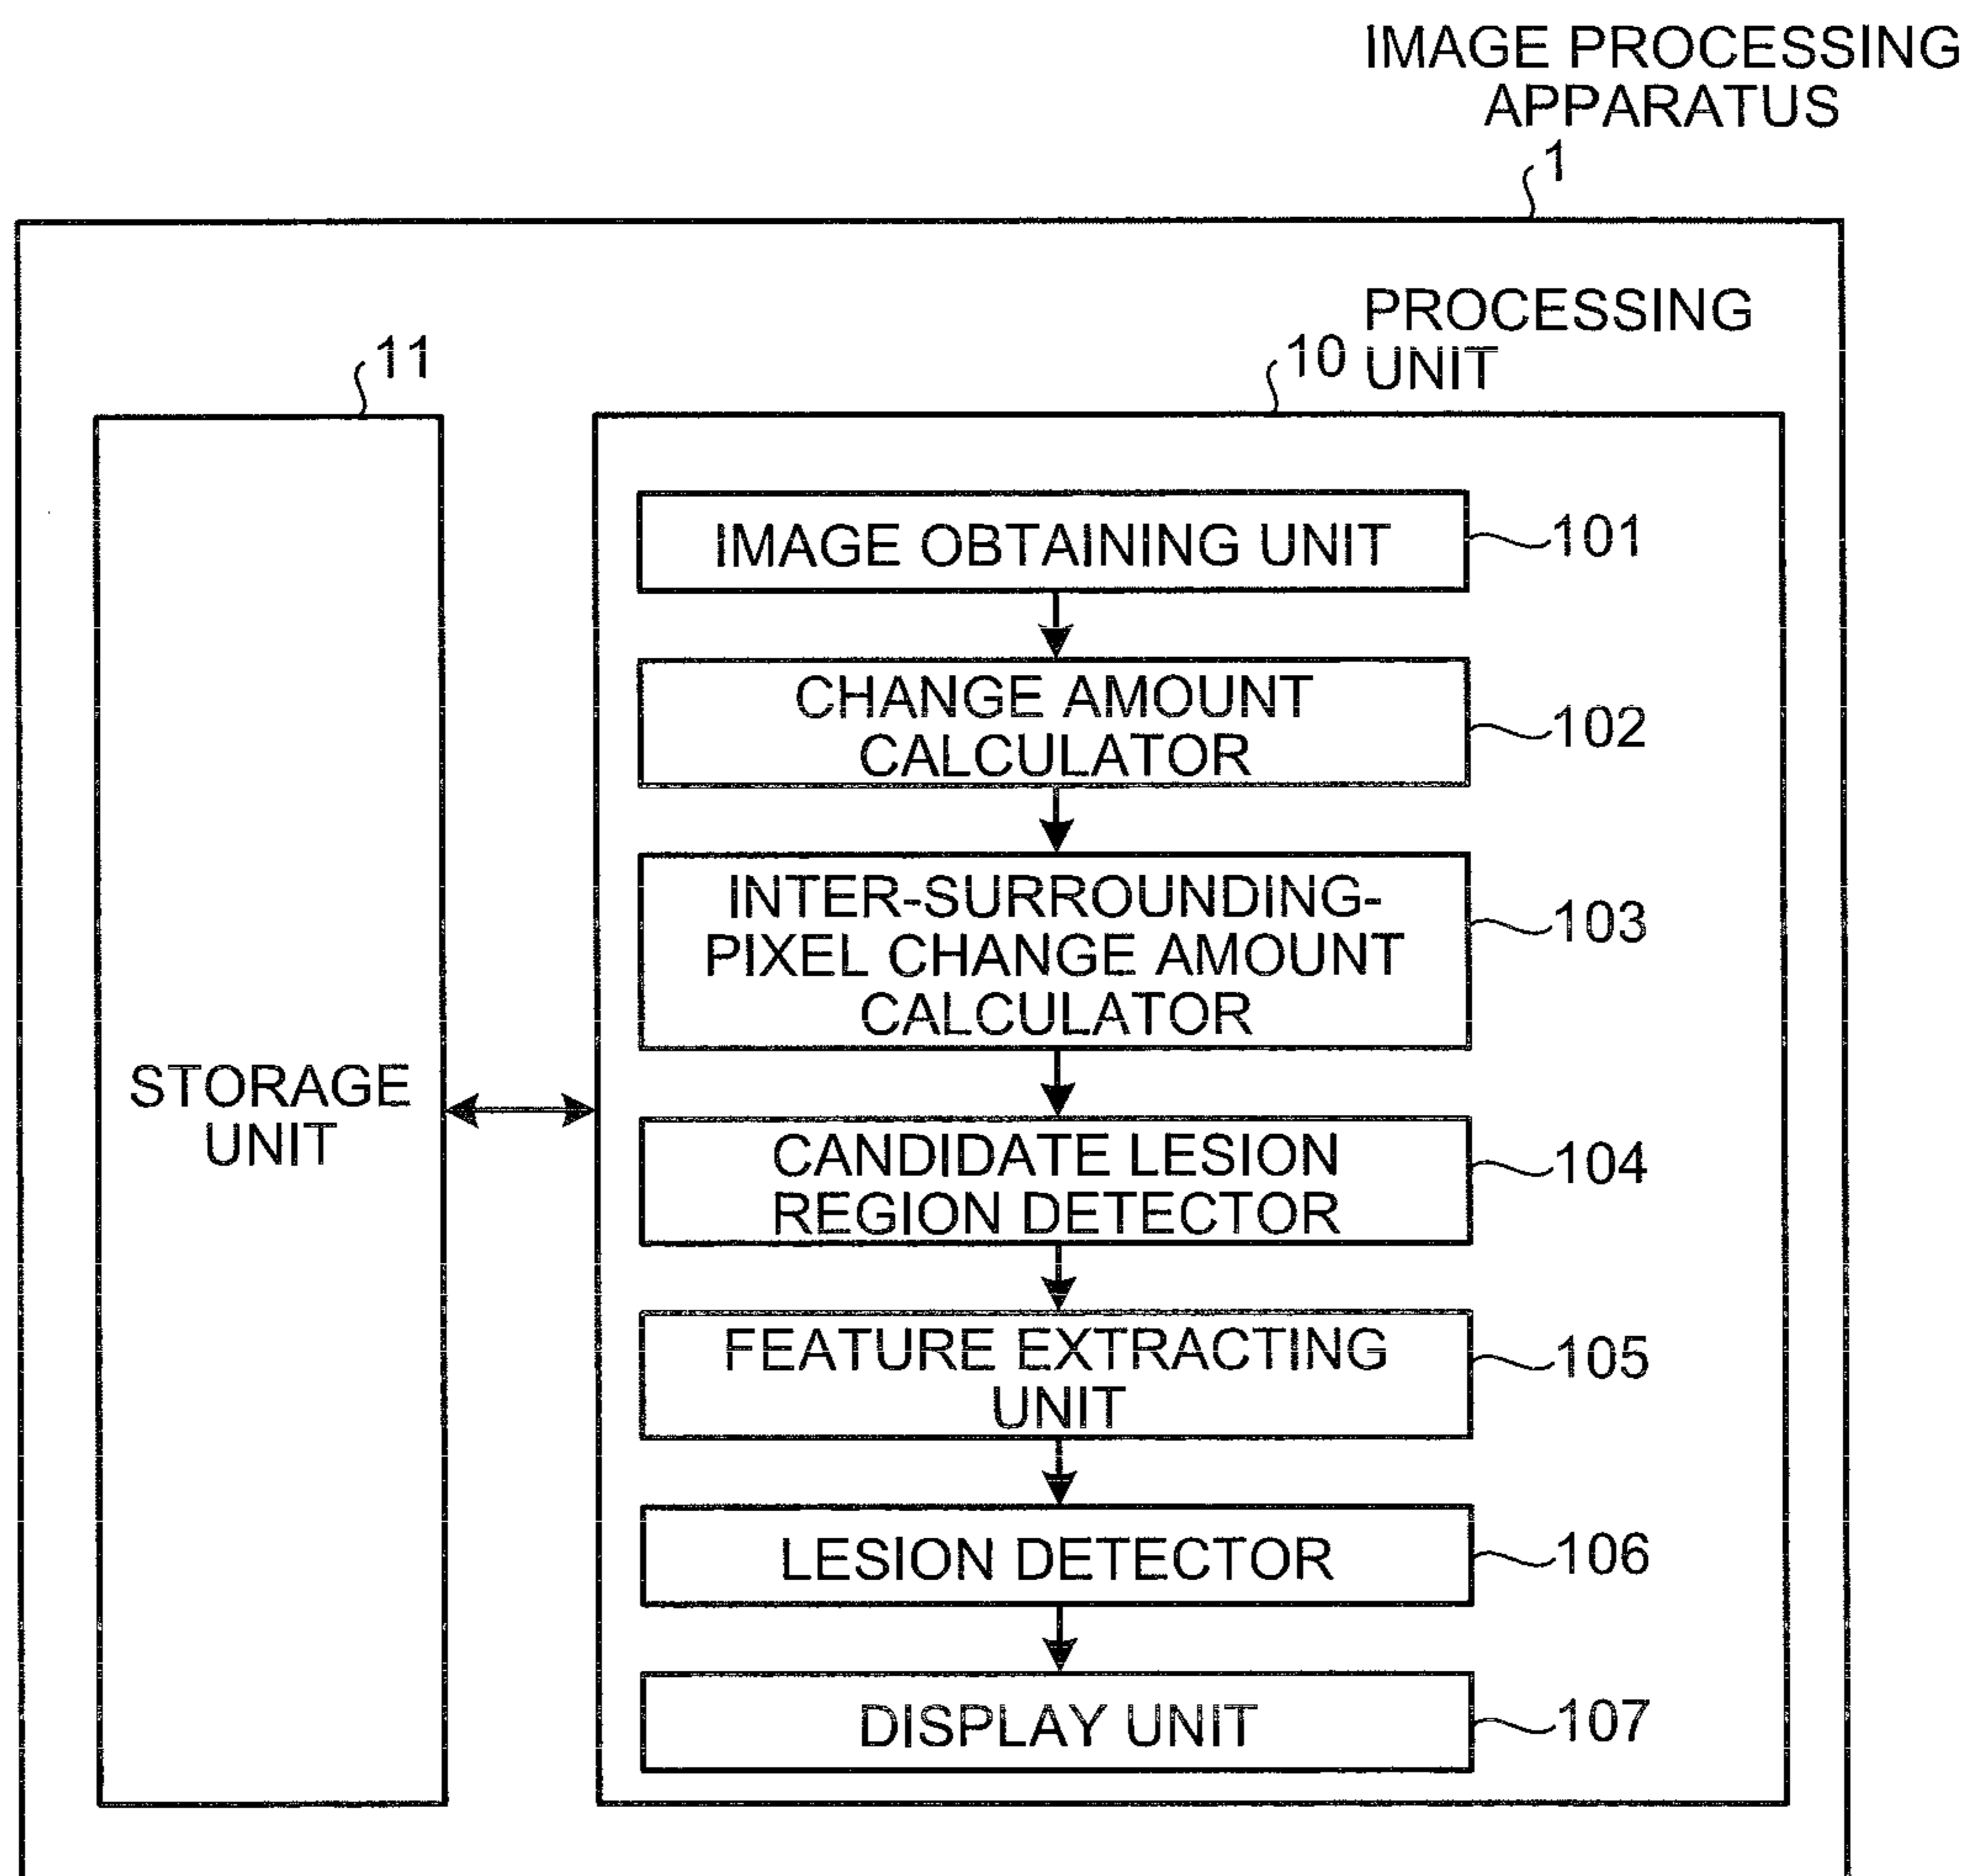 IMAGE PROCESSING
APPARATUS
1
PROCESSING
10 UNIT
11
STORAGE
UNIT
IMAGE OBTAINING UNIT
101
CHANGE AMOUNT
CALCULATOR
102
INTER-SURROUNDING-
PIXEL CHANGE AMOUNT
CALCULATOR
103
CANDIDATE LESION
REGION DETECTOR
104
FEATURE EXTRACTING
UNIT
105
LESION DETECTOR
106
DISPLAY UNIT
107